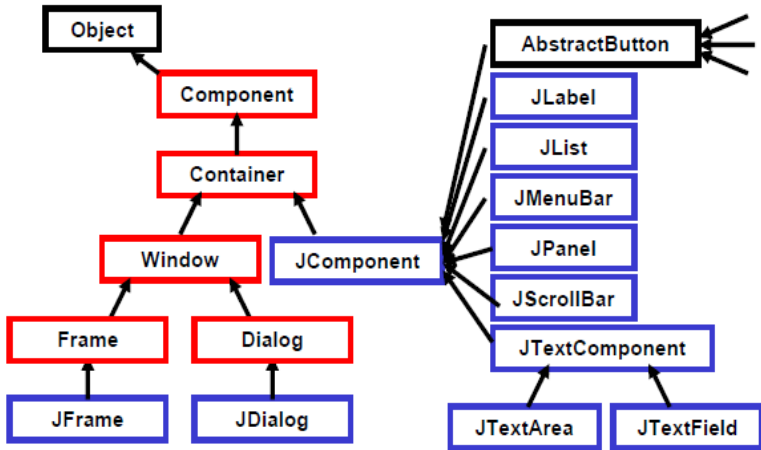 Object
AbstractButton
Component
JLabel
JList
Container
JMenuBar
Window
JComponent
JPanel
JScrollBar
Frame
Dialog
JTextComponent
JFrame
JDialog
JTextArea
JTextField